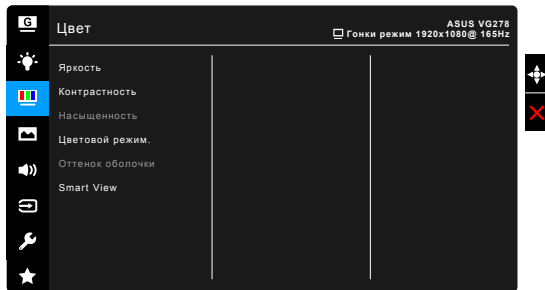 G
Цвет
ASUS VG278
Гонки режим 1920x1080@ 165Hz
Яркость
Контрастность
Насыщенность
Цветовой режим.
Оттенок оболочки
Smart View